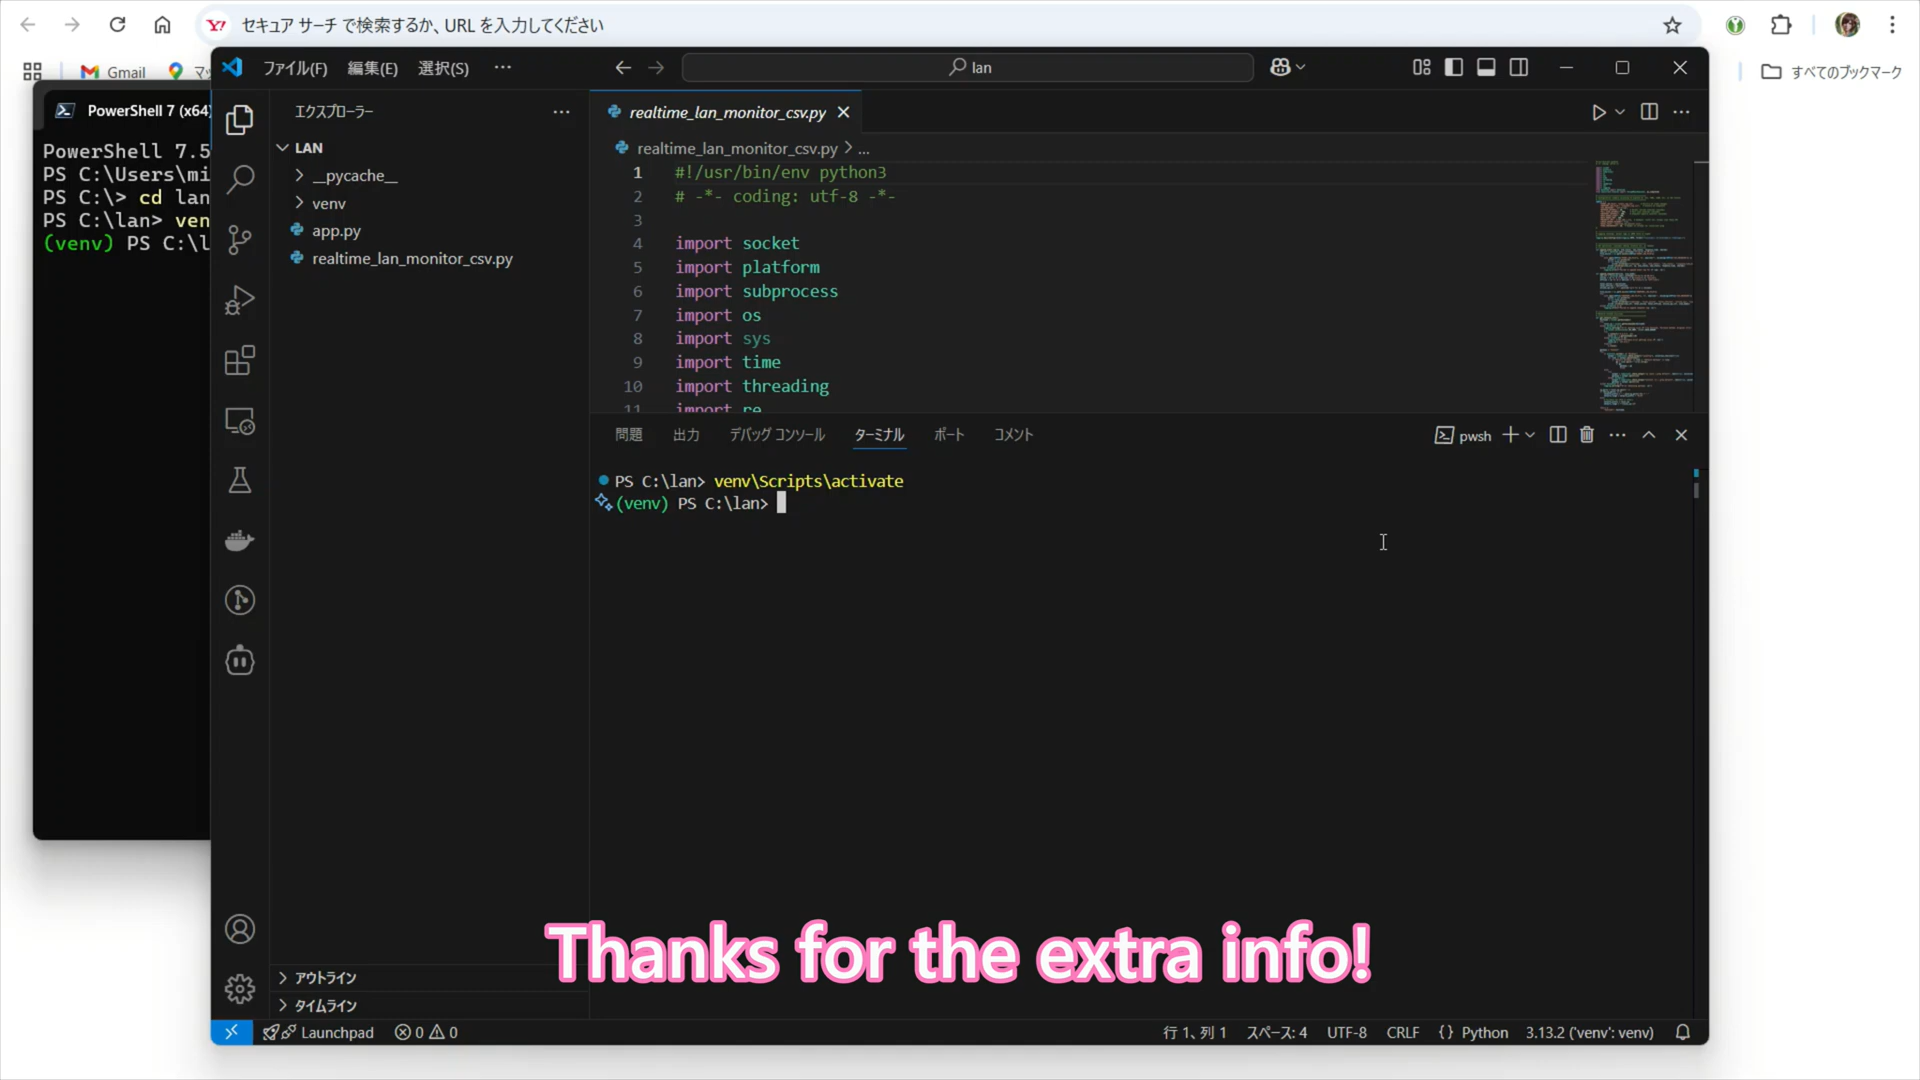 セキュア サーチ で検索するか、URL を入力してください
Gmail
マッ
すべてのブックマーク
PowerShell 7 (x64)
PowerShell 7.5
PS C:\Users\mi
PS C:\> cd lan
PS C:\lan> ven
(venv) PS C:\l
ファイル(F) 編集(E) 選択(S) ···
lan
エクスプローラー
LAN
__pycache__
venv
app.py
realtime_lan_monitor_csv.py
realtime_lan_monitor_csv.py
realtime_lan_monitor_csv.py > ...
1 #!/usr/bin/env python3
2 # -*- coding: utf-8 -*-
3
4 import socket
5 import platform
6 import subprocess
7 import os
8 import sys
9 import time
10 import threading
11 import re
問題 出力 デバッグ コンソール ターミナル ポート コメント
pwsh
PS C:\lan> venv\Scripts\activate
(venv) PS C:\lan>
Thanks for the extra info!
アウトライン
タイムライン
Launchpad 0 0
行 1、列 1 スペース: 4 UTF-8 CRLF {} Python 3.13.2 ('venv': venv)